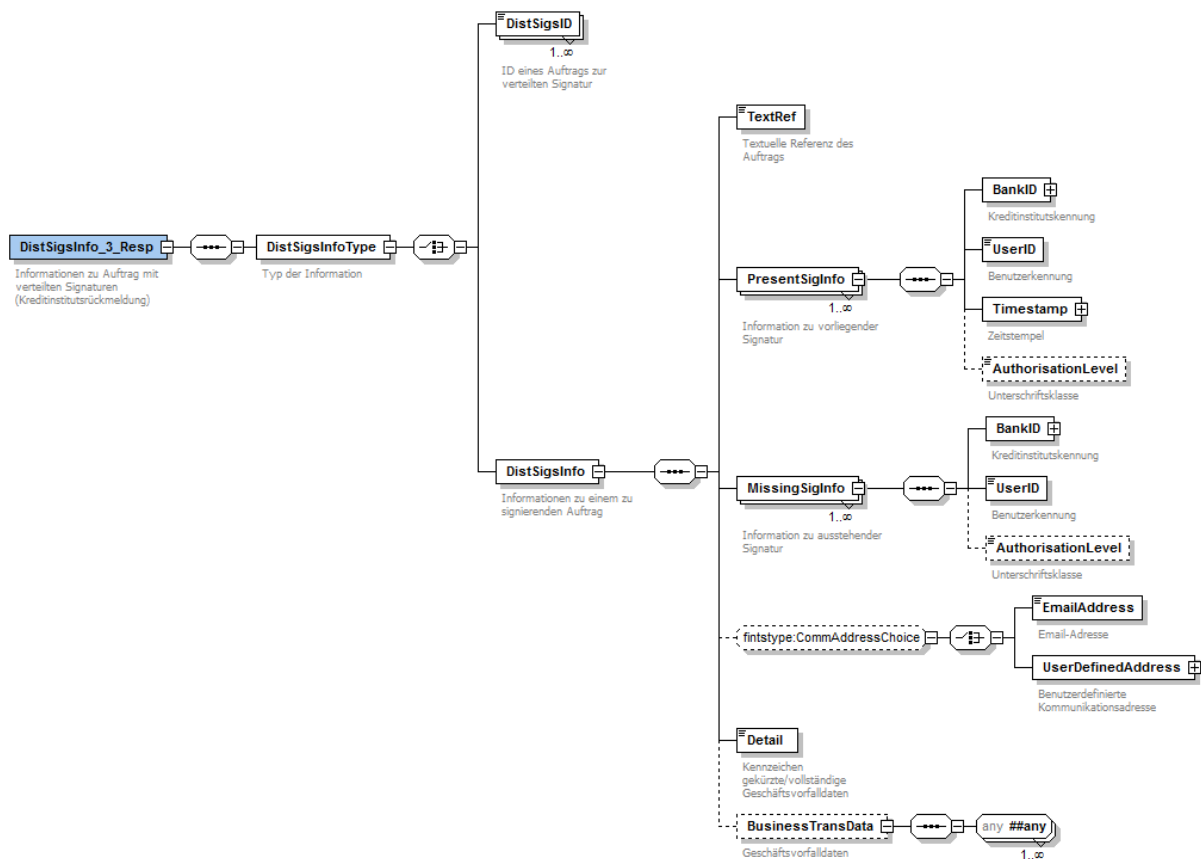 DistSigsID
1..∞
ID eines Auftrags zur
verteilten Signatur
TextRef
Textuelle Referenz des
Auftrags
BankID
Kreditinstitutskennung
DistSigsInfo_3_Resp
Informationen zu Auftrag mit
verteilten Signaturen
(Kreditinstitutsrückmeldung)
DistSigsInfoType
Typ der Information
UserID
Benutzerkennung
PresentSigInfo
1..∞
Information zu vorliegender
Signatur
Timestamp
Zeitstempel
AuthorisationLevel
Unterschriftsklasse
BankID
Kreditinstitutskennung
DistSigsInfo
Informationen zu einem zu
signierenden Auftrag
MissingSigInfo
1..∞
Information zu ausstehender
Signatur
UserID
Benutzerkennung
AuthorisationLevel
Unterschriftsklasse
fintstype:CommAddressChoice
EmailAddress
Email-Adresse
UserDefinedAddress
Benutzerdefinierte
Kommunikationsadresse
Detail
Kennzeichen
gekürzte/vollständige
Geschäftsvorfalldaten
BusinessTransData
Geschäftsvorfalldaten
any ##any
1..∞